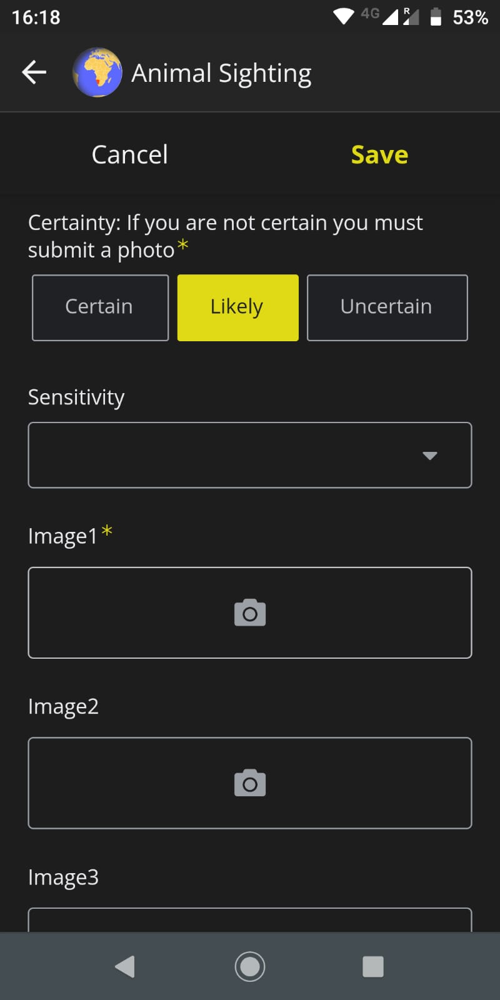 16:18
4G R 53%
Animal Sighting
Cancel Save
Certainty: If you are not certain you must
submit a photo*
Certain Likely Uncertain
Sensitivity
Image1*
Image2
Image3